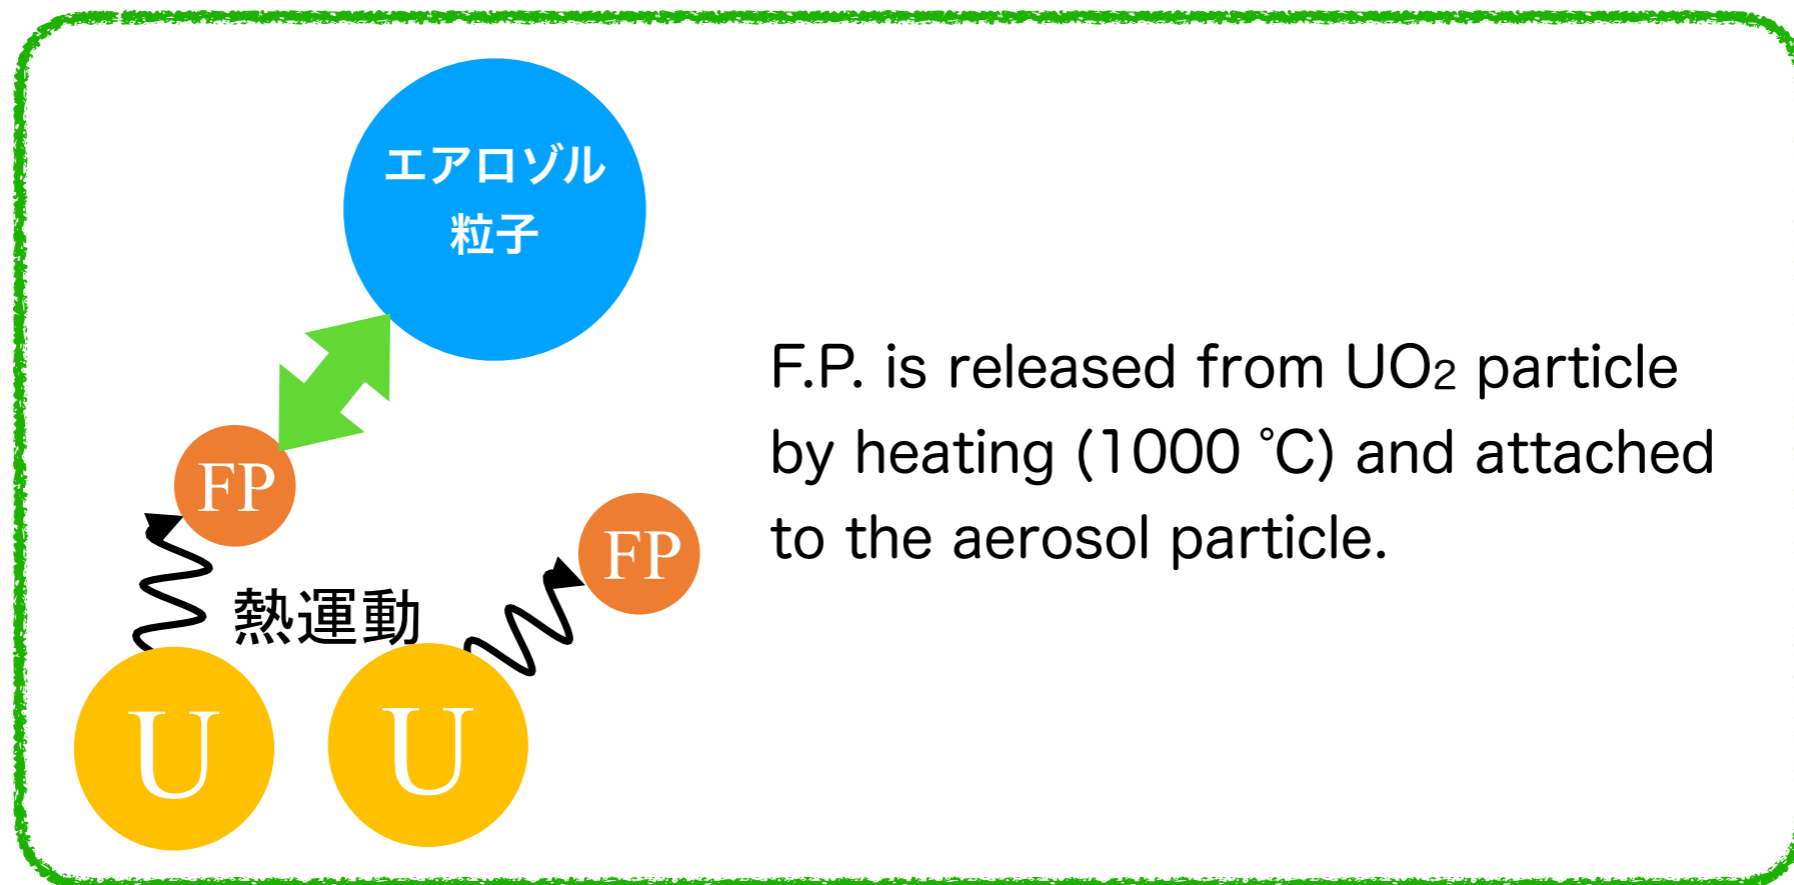 エアロゾル
粒子
FP
FP
熱運動
U
U
F.P. is released from UO₂ particle
by heating (1000 ℃) and attached
to the aerosol particle.